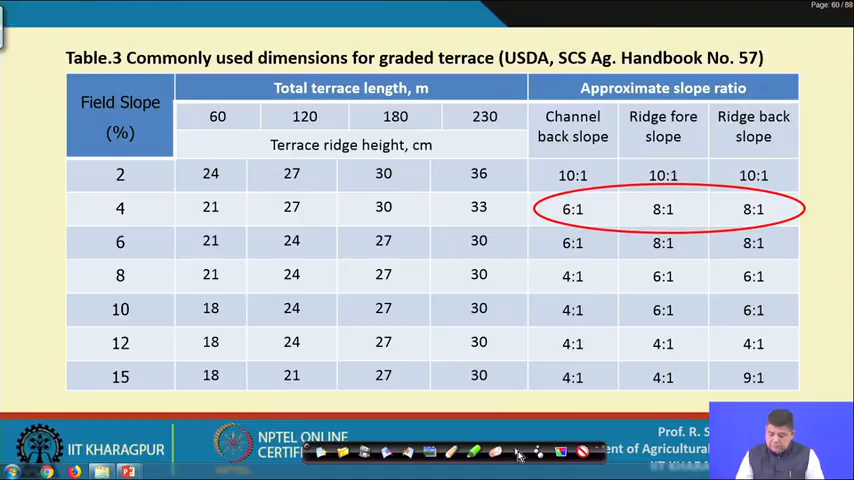 Page: 60 / 88
Table.3 Commonly used dimensions for graded terrace (USDA, SCS Ag. Handbook No. 57)
Field Slope (%) Total terrace length, m Approximate slope ratio
60 120 180 230 Channel back slope Ridge fore slope Ridge back slope
Terrace ridge height, cm
2 24 27 30 36 10:1 10:1 10:1
4 21 27 30 33 6:1 8:1 8:1
6 21 24 27 30 6:1 8:1 8:1
8 21 24 27 30 4:1 6:1 6:1
10 18 24 27 30 4:1 6:1 6:1
12 18 24 27 30 4:1 4:1 4:1
15 18 21 27 30 4:1 4:1 9:1
IIT KHARAGPUR
NPTEL ONLINE
CERTIF
Prof. R. S
ent of Agricultural
IIT KHARAG